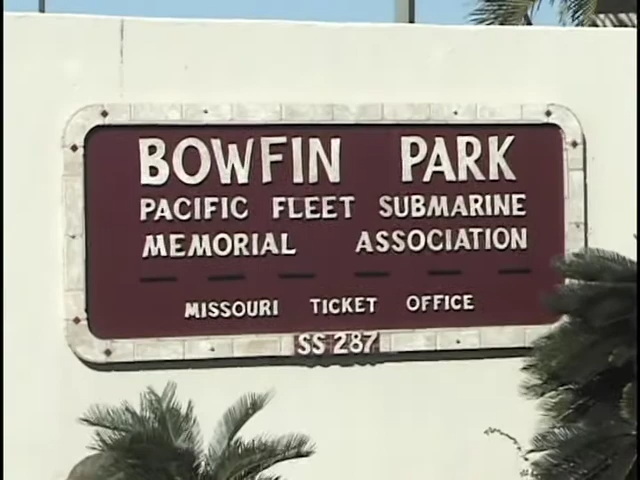 BOWFIN PARK
PACIFIC FLEET SUBMARINE
MEMORIAL ASSOCIATION
MISSOURI TICKET OFFICE
SS 287